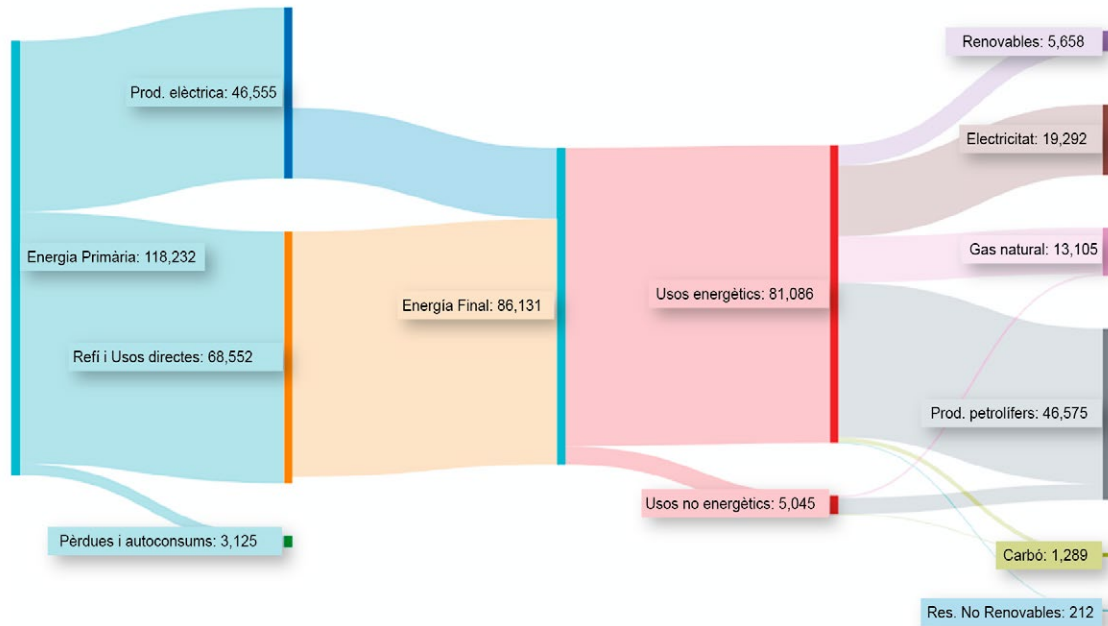 Renovables: 5,658
Prod. elèctrica: 46,555
Electricitat: 19,292
Energia Primària: 118,232
Gas natural: 13,105
Energía Final: 86,131
Usos energètics: 81,086
Refí i Usos directes: 68,552
Prod. petrolífers: 46,575
Usos no energètics: 5,045
Pèrdues i autoconsums: 3,125
Carbó: 1,289
Res. No Renovables: 212